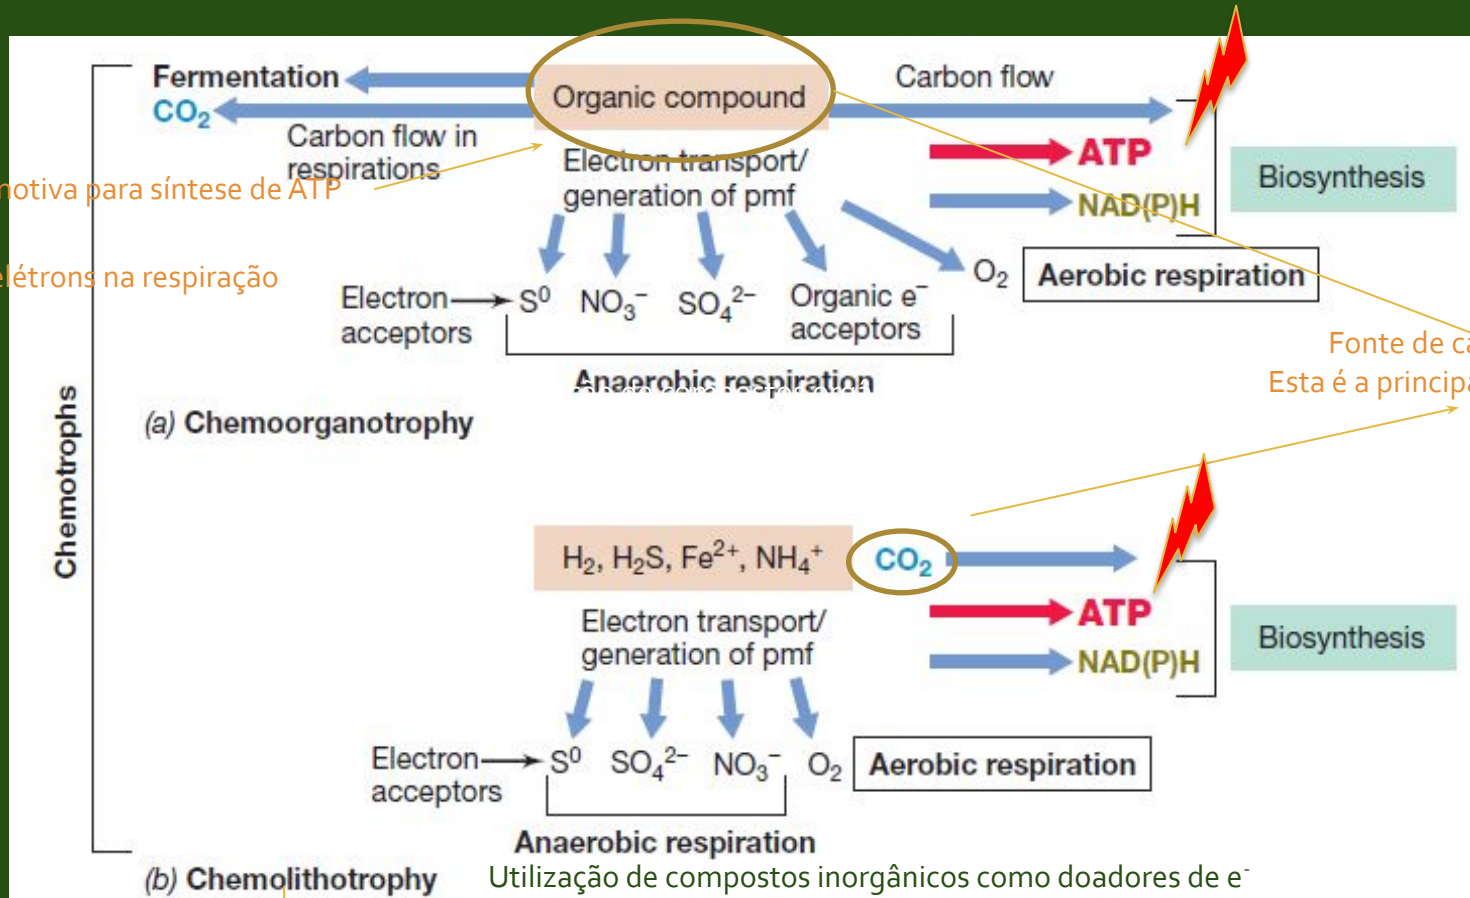 Fermentation
CO₂
Carbon flow in
respirations
Organic compound
Carbon flow
ATP
NAD(P)H
Biosynthesis
Electron transport/
generation of pmf
para síntese de ATP
na respiração
Electron
acceptors
S⁰ NO₃⁻ SO₄²⁻ Organic e⁻
acceptors
O₂
Aerobic respiration
Fonte de
Esta é a
Anaerobic respiration
(a) Chemoorganotrophy
Chemotrophs
H₂, H₂S, Fe²⁺, NH₄⁺ CO₂
ATP
NAD(P)H
Biosynthesis
Electron transport/
generation of pmf
Electron
acceptors
S⁰ SO₄²⁻ NO₃⁻ O₂
Aerobic respiration
Anaerobic respiration
(b) Chemolithotrophy
Utilização de compostos inorgânicos como doadores de e⁻